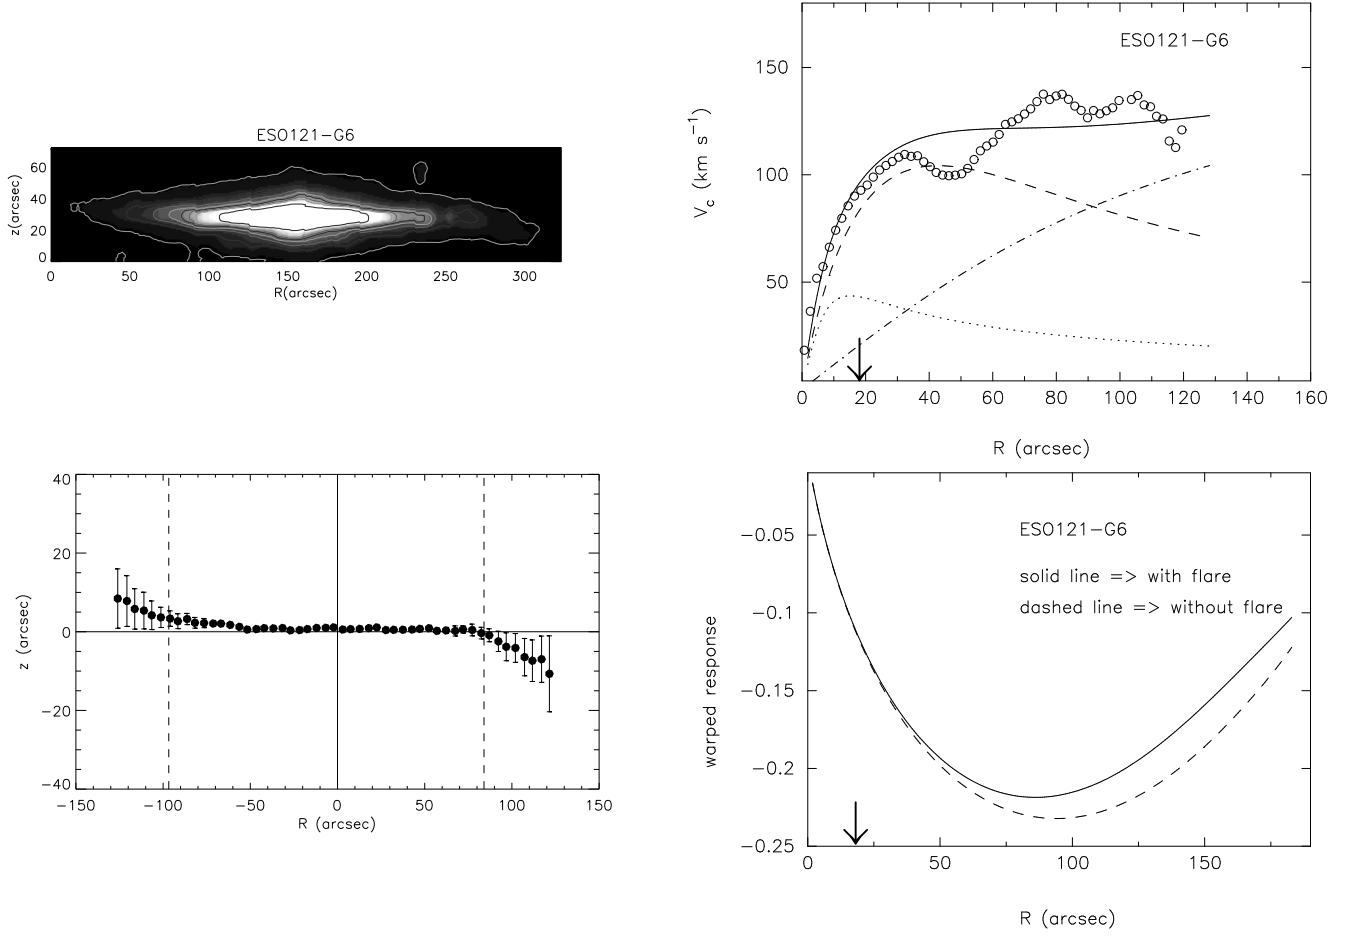 ESO121-G6
z(arcsec)
60
40
20
0
0 50 100 150 200 250 300
R(arcsec)
ESO121-G6
V_c (km s^-1)
150
100
50
0 20 40 60 80 100 120 140 160
R (arcsec)
z (arcsec)
40
20
0
-20
-40
-150 -100 -50 0 50 100 150
R (arcsec)
warped response
-0.05
-0.1
-0.15
-0.2
-0.25
ESO121-G6
solid line => with flare
dashed line => without flare
0 50 100 150
R (arcsec)